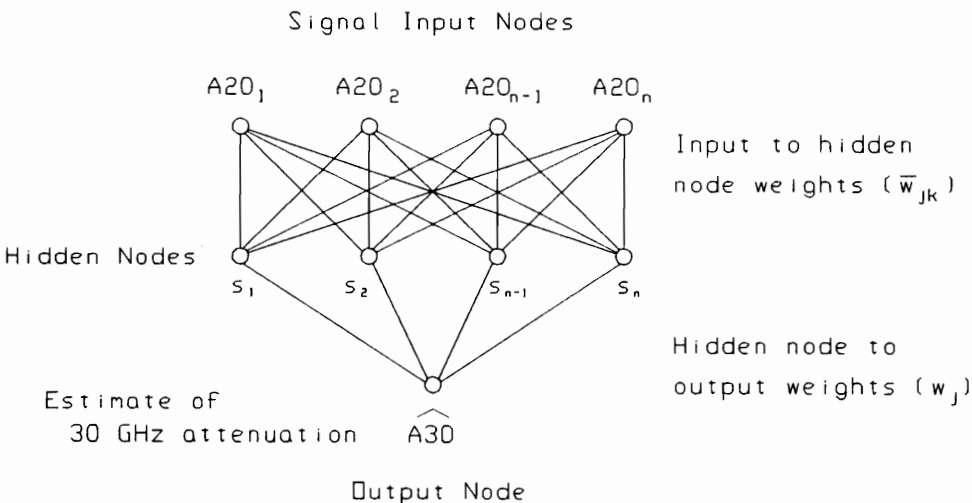 Signal Input Nodes
A20₁ A20₂ A20ₙ₋₁ A20ₙ
Input to hidden
node weights (w̅ⱼₖ)
Hidden Nodes
S₁ S₂ Sₙ₋₁ Sₙ
Hidden node to
output weights (wⱼ)
Estimate of
30 GHz attenuation
A30̂
Output Node